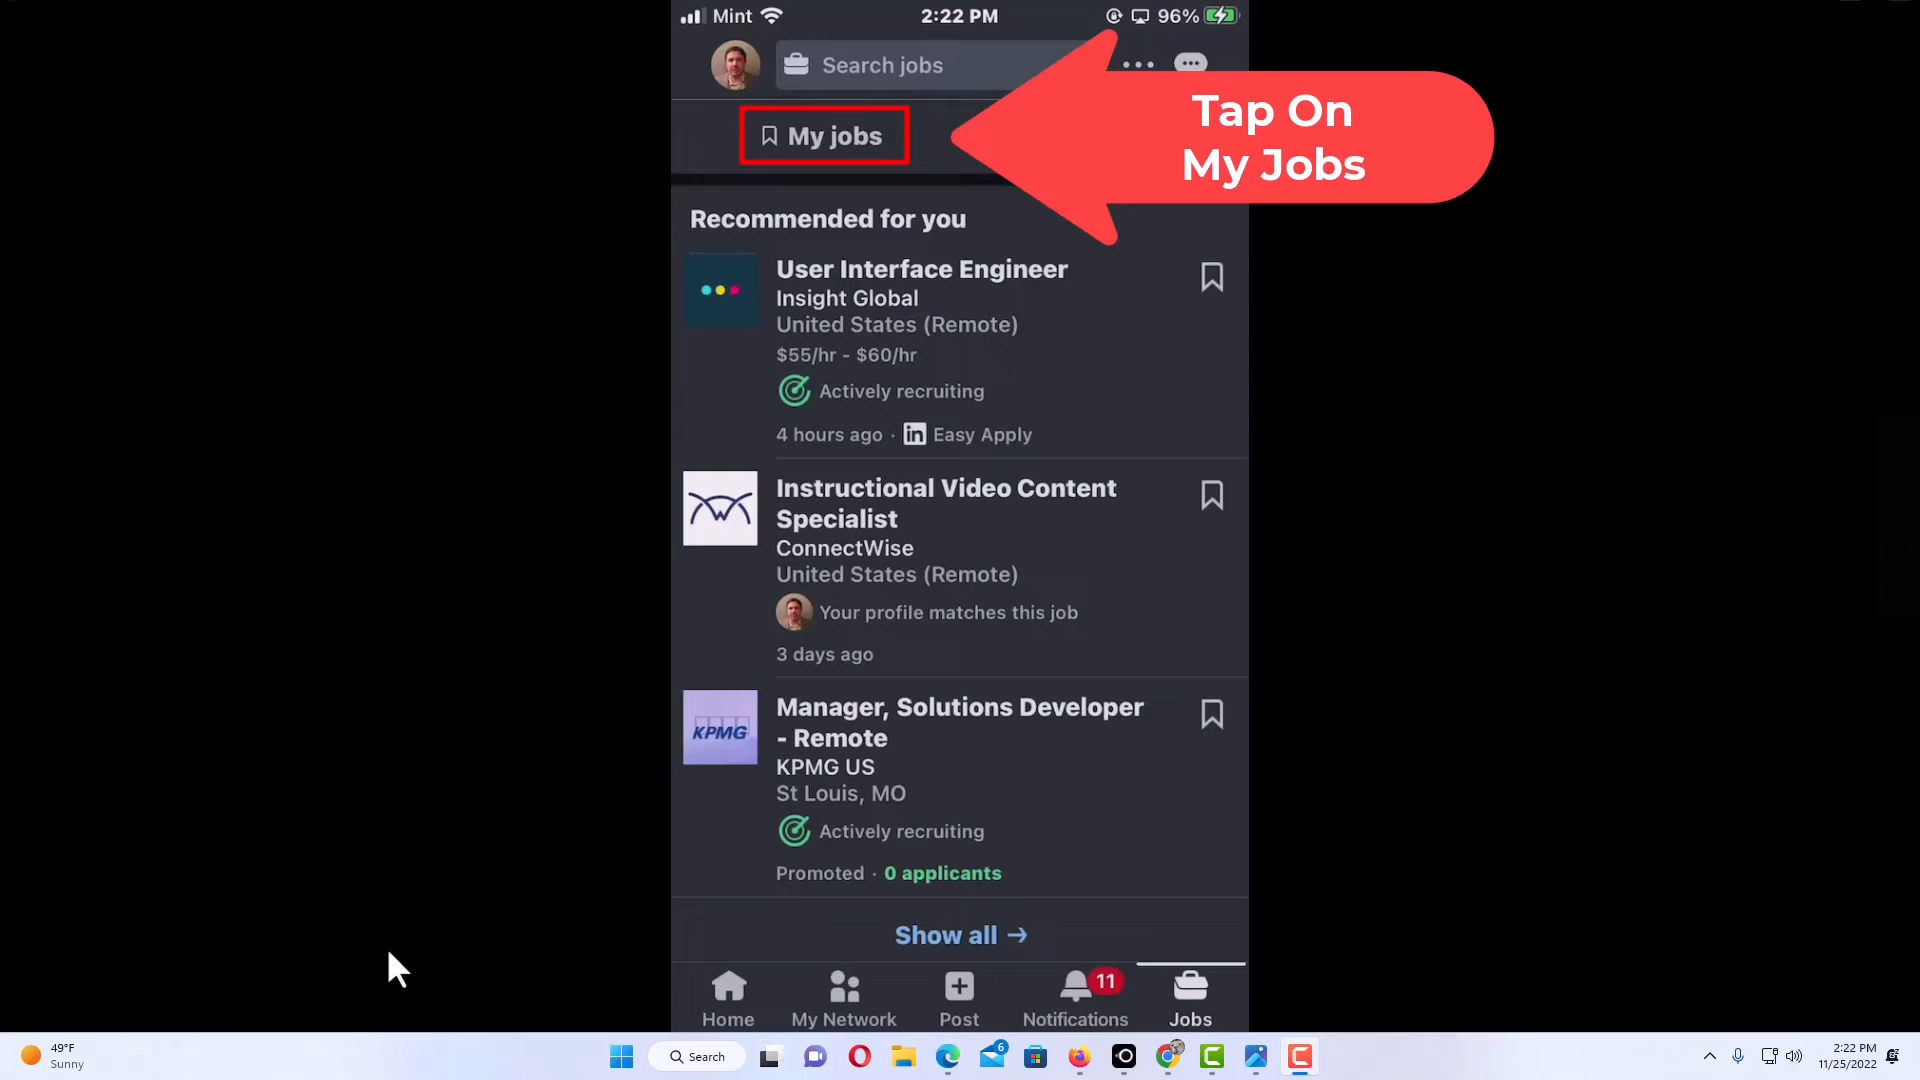 Mint
2:22 PM
96%
Search jobs
My jobs
Tap On
My Jobs
Recommended for you
User Interface Engineer
Insight Global
United States (Remote)
$55/hr - $60/hr
Actively recruiting
4 hours ago · in Easy Apply
Instructional Video Content
Specialist
ConnectWise
United States (Remote)
Your profile matches this job
3 days ago
KPMG
Manager, Solutions Developer
- Remote
KPMG US
St Louis, MO
Actively recruiting
Promoted · 0 applicants
Show all →
11
Home
My Network
Post
Notifications
Jobs
49°F
Sunny
Search
6
2:22 PM
11/25/2022